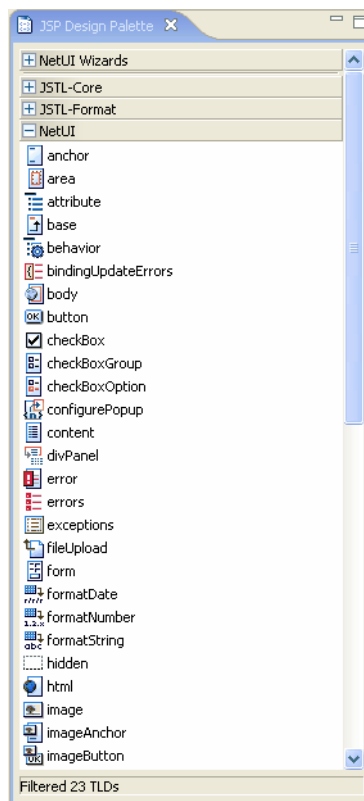 JSP Design Palette
NetUI Wizards
JSTL-Core
JSTL-Format
NetUI
anchor
area
attribute
base
behavior
bindingUpdateErrors
body
button
checkBox
checkBoxGroup
checkBoxOption
configurePopup
content
divPanel
error
errors
exceptions
fileUpload
form
formatDate
formatNumber
formatString
hidden
html
image
imageAnchor
imageButton
Filtered 23 TLDs